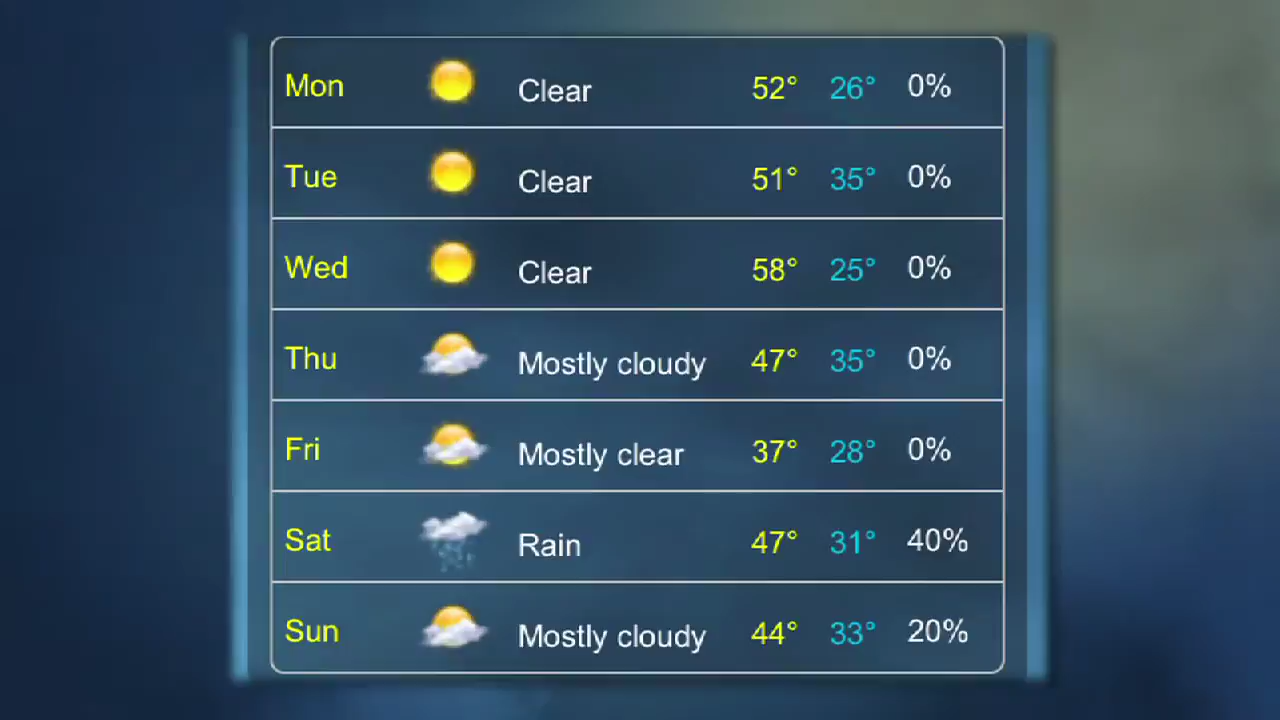 Mon Clear 52° 26° 0%
Tue Clear 51° 35° 0%
Wed Clear 58° 25° 0%
Thu Mostly cloudy 47° 35° 0%
Fri Mostly clear 37° 28° 0%
Sat Rain 47° 31° 40%
Sun Mostly cloudy 44° 33° 20%